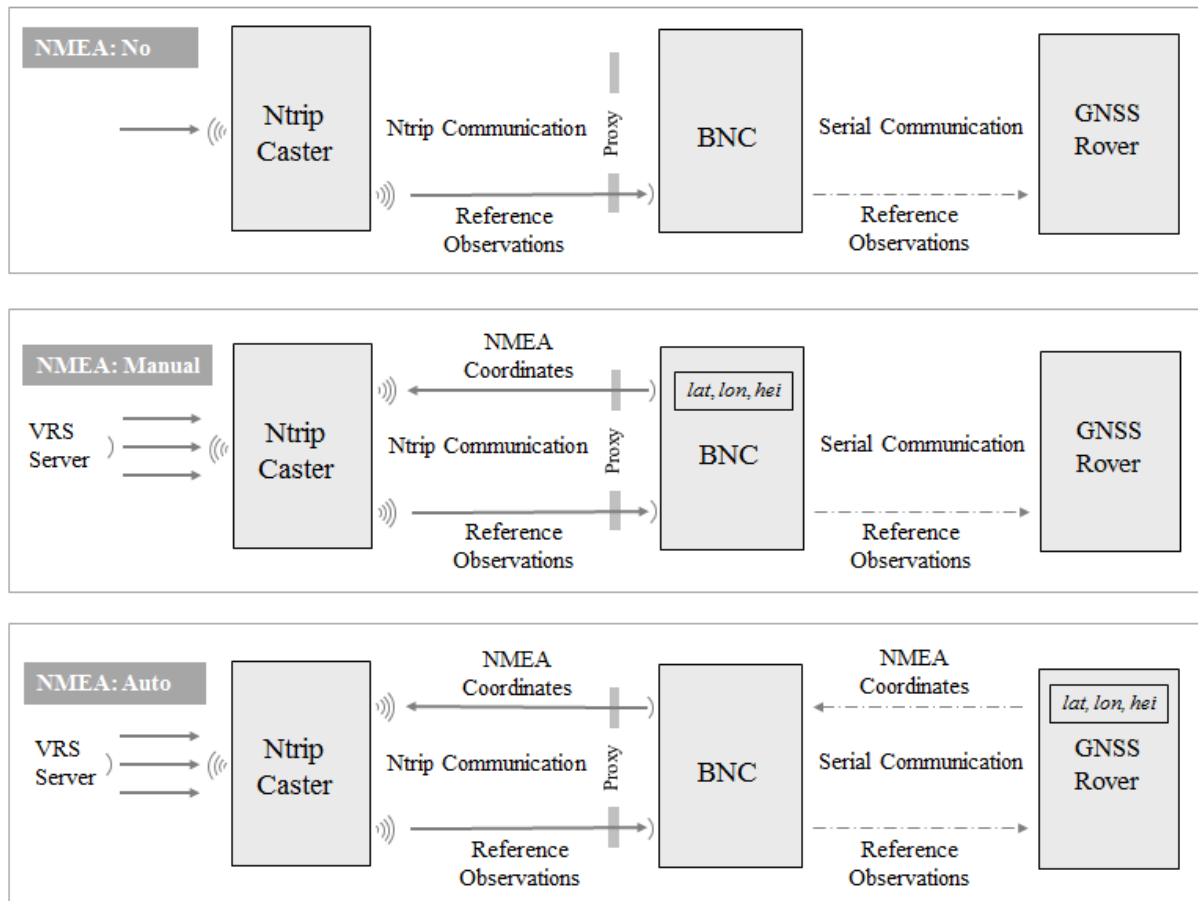 NMEA: No
Ntrip
Caster
Ntrip Communication
Proxy
BNC
Serial Communication
GNSS
Rover
Reference
Observations
Reference
Observations
NMEA: Manual
VRS
Server
Ntrip
Caster
NMEA
Coordinates
Ntrip Communication
Proxy
Reference
Observations
lat, lon, hei
BNC
Serial Communication
Reference
Observations
GNSS
Rover
NMEA: Auto
VRS
Server
Ntrip
Caster
NMEA
Coordinates
Ntrip Communication
Proxy
Reference
Observations
BNC
NMEA
Coordinates
Serial Communication
Reference
Observations
lat, lon, hei
GNSS
Rover